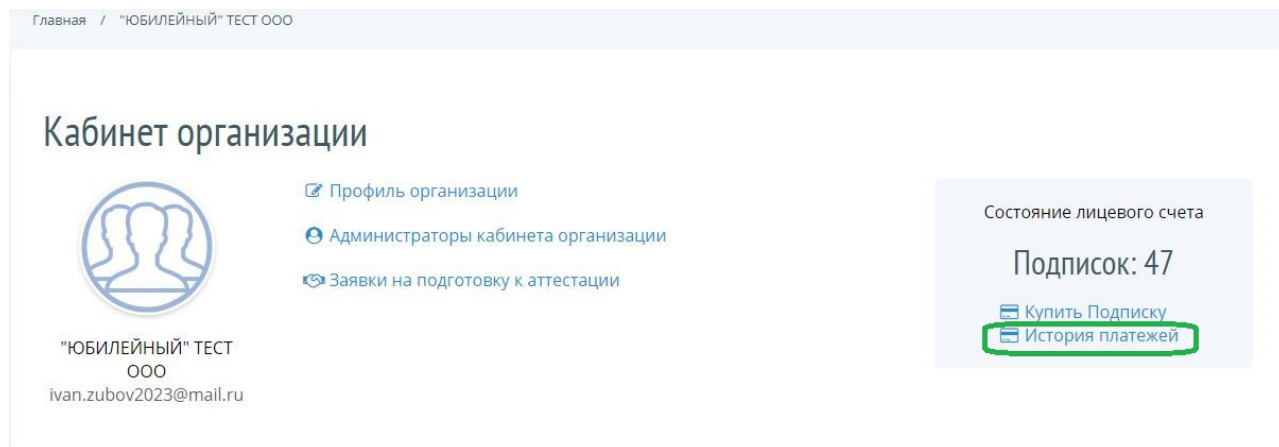 Главная / "ЮБИЛЕЙНЫЙ" ТЕСТ ООО
Кабинет организации
Профиль организации
Администраторы кабинета организации
Заявки на подготовку к аттестации
"ЮБИЛЕЙНЫЙ" ТЕСТ
ООО
ivan.zubov2023@mail.ru
Состояние лицевого счета
Подписок: 47
Купить Подписку
История платежей